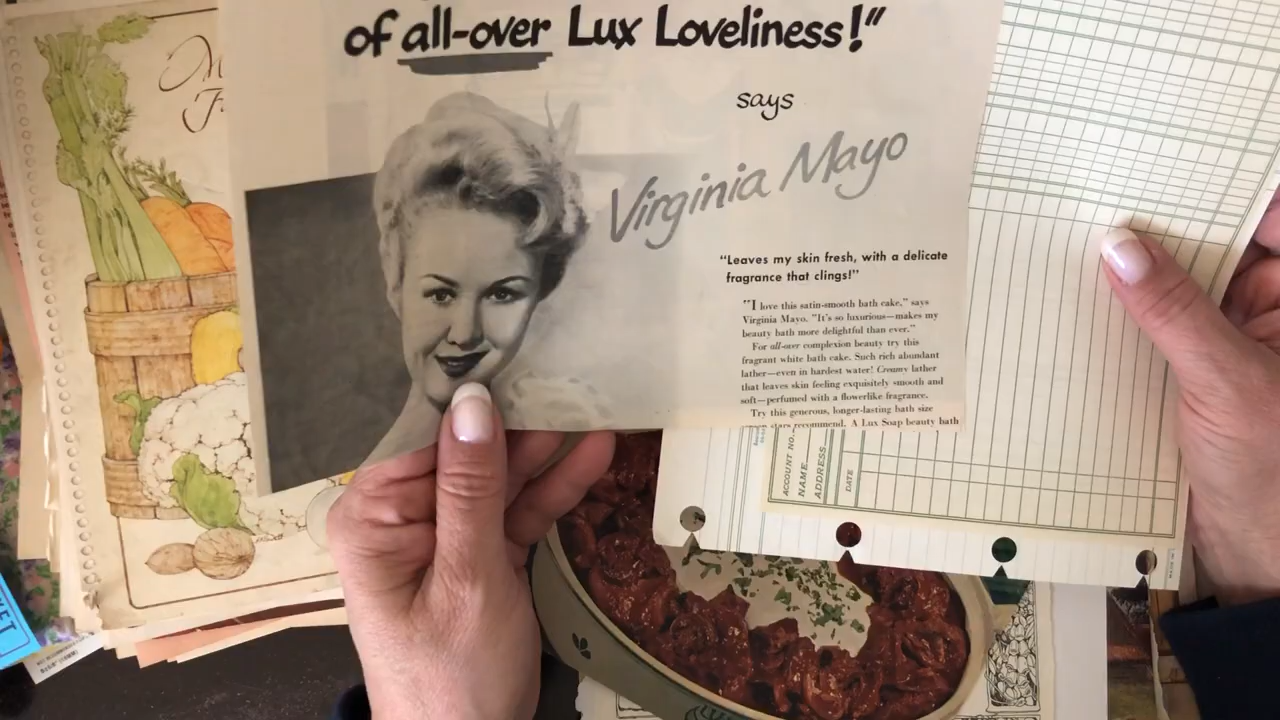 of all-over Lux Loveliness!"
says
Virginia Mayo
"Leaves my skin fresh, with a delicate
fragrance that clings!"
"I love this satin-smooth bath cake," says
Virginia Mayo. "It's so luxurious—makes my
beauty bath more delightful than ever."
For all-over complexion beauty try this
fragrant white bath cake. Such rich abundant
lather—even in hardest water! Creamy lather
that leaves skin feeling exquisitely smooth and
soft—perfumed with a flowerlike fragrance.
Try this generous, longer-lasting bath size
stars recommend. A Lux Soap beauty bath
ACCOUNT NO.
NAME
ADDRESS
DATE